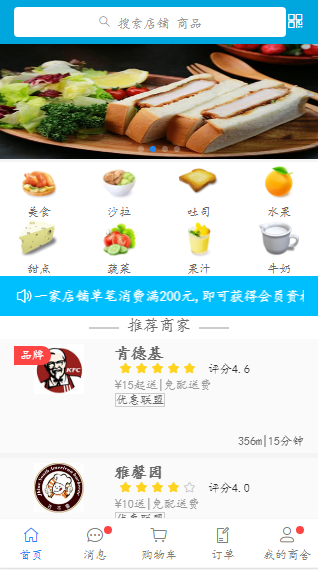 搜索店铺 商品
美食
沙拉
吐司
水果
甜点
蔬菜
果汁
牛奶
一家店铺单笔消费满200元,即可获得会员资格
推荐商家
品牌
KFC
肯德基
评分4.6
¥15起送|免配送费
优惠联盟
356m|15分钟
雅馨园
评分4.0
¥10起送|免配送费
优惠联盟
首页
消息
购物车
订单
我的商舍